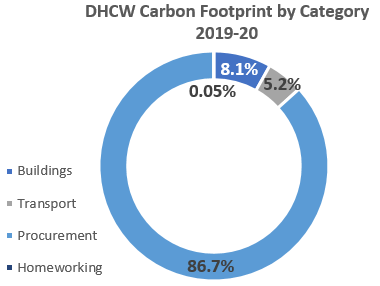 DHCW Carbon Footprint by Category
2019-20
8.1%
5.2%
0.05%
Buildings
Transport
Procurement
Homeworking
86.7%